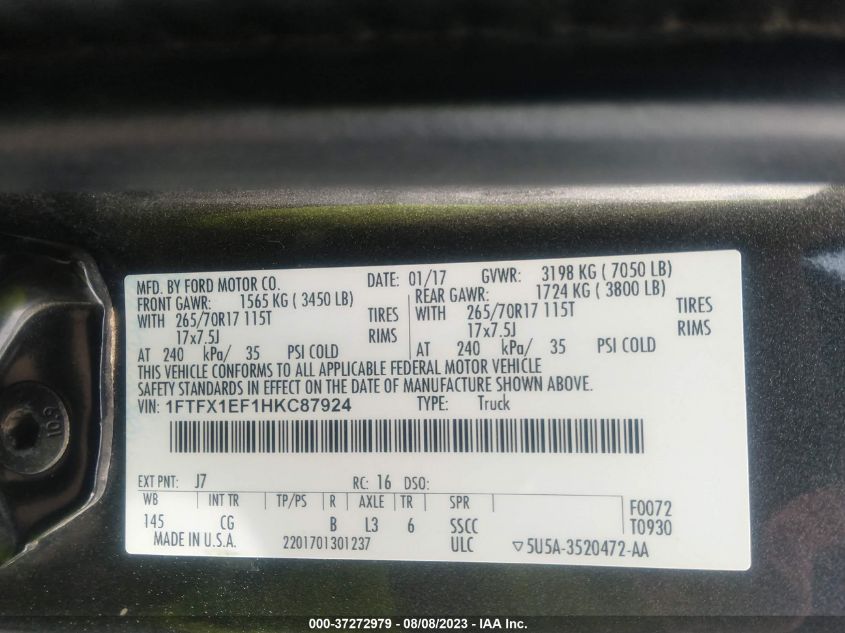 MFD. BY FORD MOTOR CO. DATE: 01/17 GVWR: 3198 KG ( 7050 LB)
FRONT GAWR: 1565 KG ( 3450 LB) REAR GAWR: 1724 KG ( 3800 LB)
WITH 265/70R17 115T TIRES WITH 265/70R17 115T TIRES
17x7.5J RIMS 17x7.5J RIMS
AT 240 kPa/ 35 PSI COLD AT 240 kPa/ 35 PSI COLD
THIS VEHICLE CONFORMS TO ALL APPLICABLE FEDERAL MOTOR VEHICLE
SAFETY STANDARDS IN EFFECT ON THE DATE OF MANUFACTURE SHOWN ABOVE.
VIN: 1FTFX1EF1HKC87924 TYPE: Truck
EXT PNT: J7 RC: 16 DSO:
WB INT TR TP/PS R AXLE TR SPR F0072
145 CG B L3 6 SSCC T0930
MADE IN U.S.A. 2201701301237 ULC ▽5U5A-3520472-AA
109
000-37272979 - 08/08/2023 - IAA Inc.